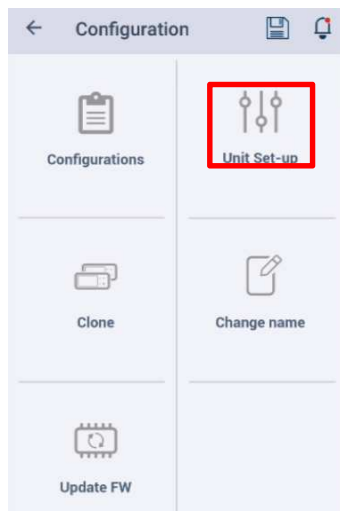 Configuration
Configurations
Unit Set-up
Clone
Change name
Update FW